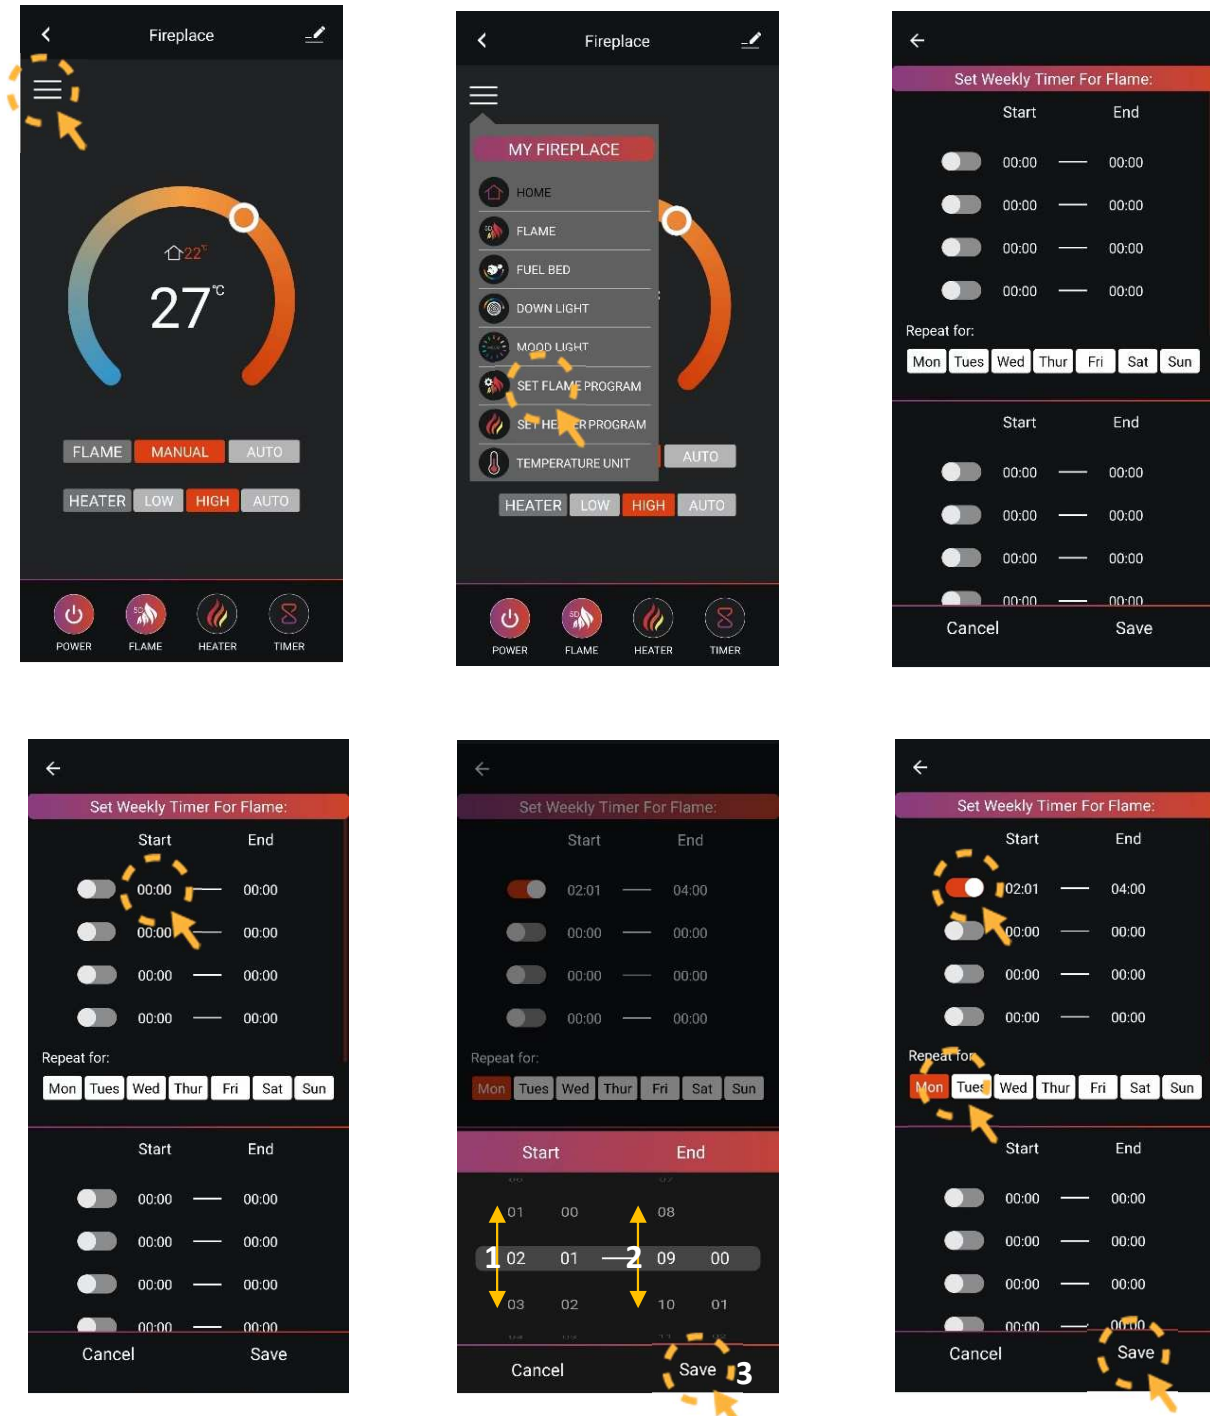 Fireplace
22°C
27°C
FLAME MANUAL AUTO
HEATER LOW HIGH AUTO
POWER FLAME HEATER TIMER
Fireplace
MY FIREPLACE
HOME
FLAME
FUEL BED
DOWN LIGHT
MOOD LIGHT
SET FLAME PROGRAM
SET HEATER PROGRAM
TEMPERATURE UNIT
AUTO
HEATER LOW HIGH AUTO
POWER FLAME HEATER TIMER
Set Weekly Timer For Flame:
Start End
00:00 — 00:00
00:00 — 00:00
00:00 — 00:00
00:00 — 00:00
Repeat for:
Mon Tues Wed Thur Fri Sat Sun
Start End
00:00 — 00:00
00:00 — 00:00
00:00 — 00:00
00:00 — 00:00
Cancel Save
Set Weekly Timer For Flame:
Start End
00:00 — 00:00
00:00 — 00:00
00:00 — 00:00
00:00 — 00:00
Repeat for:
Mon Tues Wed Thur Fri Sat Sun
Start End
00:00 — 00:00
00:00 — 00:00
00:00 — 00:00
00:00 — 00:00
Cancel Save
Set Weekly Timer For Flame:
Start End
02:01 — 04:00
00:00 — 00:00
00:00 — 00:00
00:00 — 00:00
Repeat for:
Mon Tues Wed Thur Fri Sat Sun
Start End
01 00 08
1 02 01 — 2 09 00
03 02 10 01
Cancel Save 3
Set Weekly Timer For Flame:
Start End
02:01 — 04:00
00:00 — 00:00
00:00 — 00:00
00:00 — 00:00
Repeat for:
Mon Tues Wed Thur Fri Sat Sun
Start End
00:00 — 00:00
00:00 — 00:00
00:00 — 00:00
00:00 — 00:00
Cancel Save